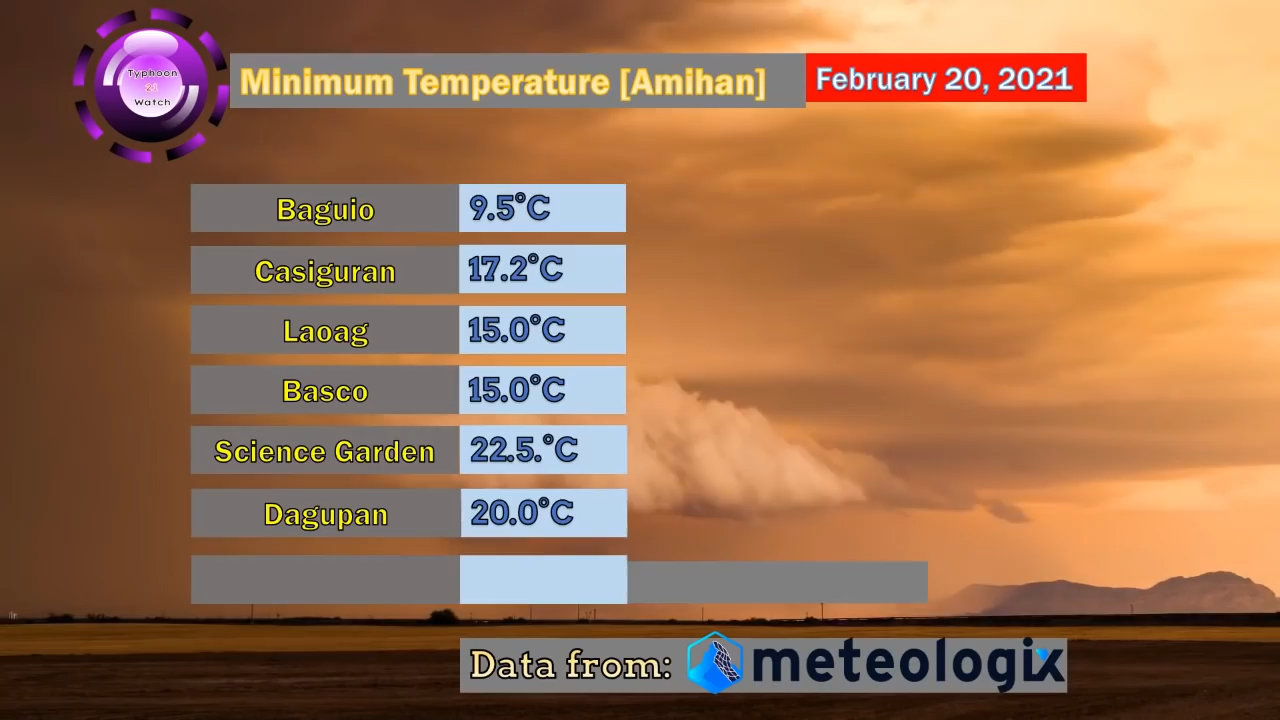 Typhoon
21
Watch
Minimum Temperature [Amihan]
February 20, 2021
Baguio 9.5°C
Casiguran 17.2°C
Laoag 15.0°C
Basco 15.0°C
Science Garden 22.5.°C
Dagupan 20.0°C
Data from: meteologix